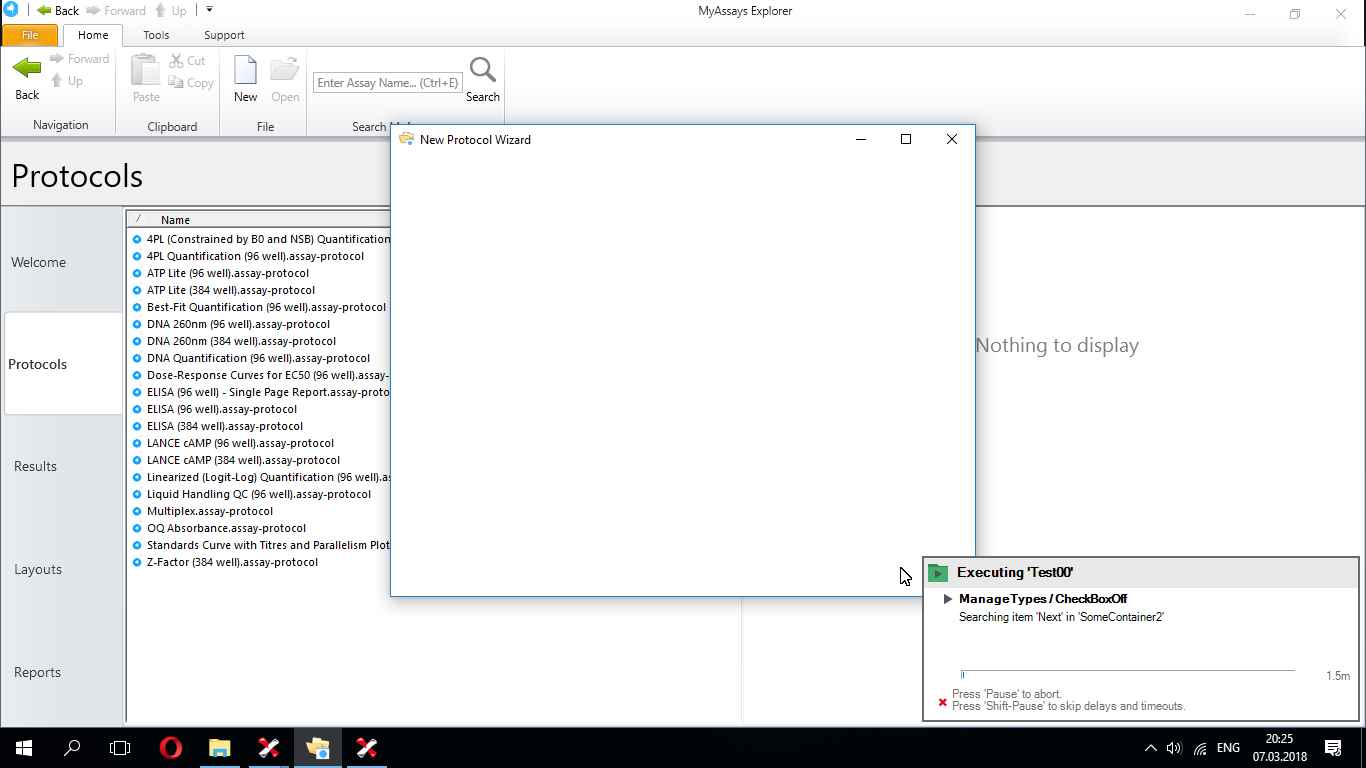 Back Forward Up
MyAssays Explorer
File Home Tools Support
Back
Forward
Up
Navigation
Paste
Cut
Copy
Clipboard
New
Open
File
Enter Assay Name... (Ctrl+E)
Search
Search
New Protocol Wizard
Protocols
Welcome
Protocols
Results
Layouts
Reports
Name
4PL (Constrained by B0 and NSB) Quantification
4PL Quantification (96 well).assay-protocol
ATP Lite (96 well).assay-protocol
ATP Lite (384 well).assay-protocol
Best-Fit Quantification (96 well).assay-protocol
DNA 260nm (96 well).assay-protocol
DNA 260nm (384 well).assay-protocol
DNA Quantification (96 well).assay-protocol
Dose-Response Curves for EC50 (96 well).assay-
ELISA (96 well) - Single Page Report.assay-proto
ELISA (96 well).assay-protocol
ELISA (384 well).assay-protocol
LANCE cAMP (96 well).assay-protocol
LANCE cAMP (384 well).assay-protocol
Linearized (Logit-Log) Quantification (96 well).as
Liquid Handling QC (96 well).assay-protocol
Multiplex.assay-protocol
OQ Absorbance.assay-protocol
Standards Curve with Titres and Parallelism Plot
Z-Factor (384 well).assay-protocol
Nothing to display
Executing 'Test00'
ManageTypes / CheckBoxOff
Searching item 'Next' in 'SomeContainer2'
1.5m
Press 'Pause' to abort.
Press 'Shift-Pause' to skip delays and timeouts.
ENG
20:25
07.03.2018